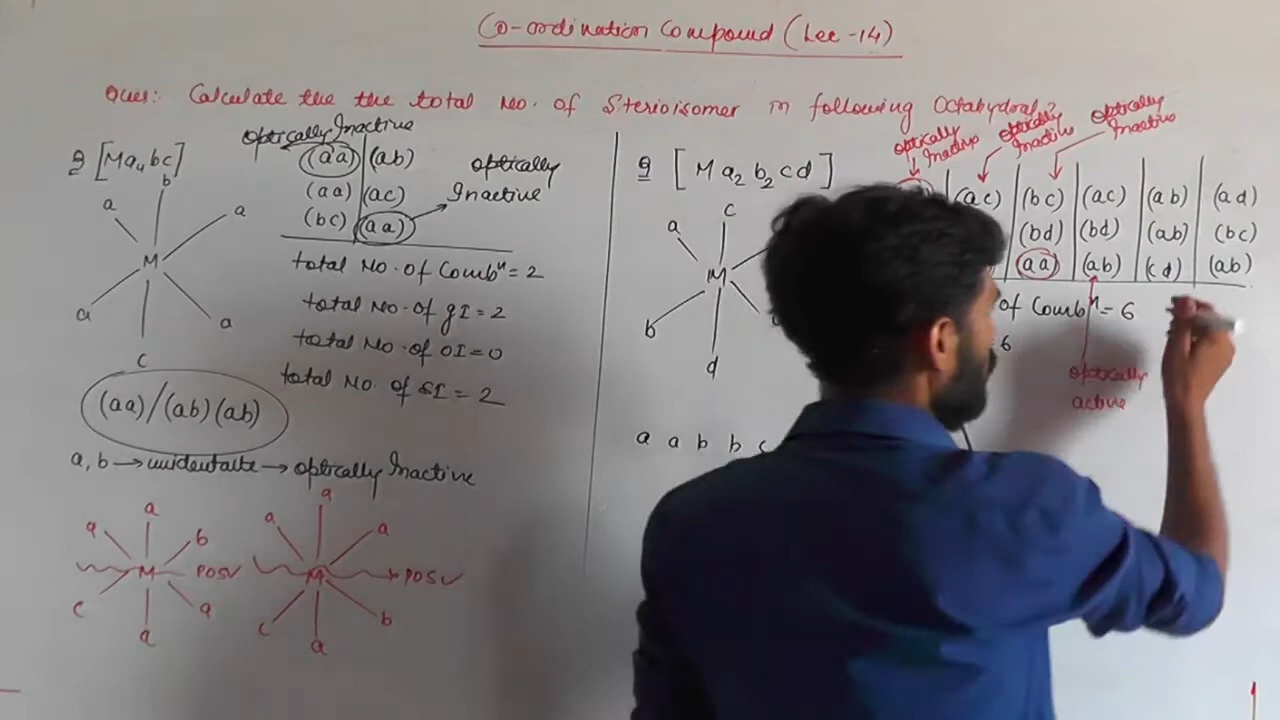 Co-ordination Compound (Lec -14)
Ques:- Calculate the the total No. of Sterioisomer in following Octahydoral?
optically Inactive
Q [Ma4bc]
(aa) (ab)
(aa) (ac)
(bc) (aa)
optically
Inactive
b
a
a
M
a
a
c
total No. of Combn = 2
total No. of GI = 2
total No. of OI = 0
total No. of SI = 2
(aa)/(ab)(ab)
a, b → unidentate → optically Inactive
a
a
b
M
POSV
c
a
a
a
a
a
M
POSV
c
b
a
Q [Ma2b2cd]
optically
Inactive
optically
Inactive
optically
Inactive
(ac) (bc) (ac) (ab) (ad)
(bd) (bd) (ab) (bc)
(aa) (ab) (cd) (ab)
c
a
M
b
d
of Combn = 6
= 6
optically
active
a a b b c